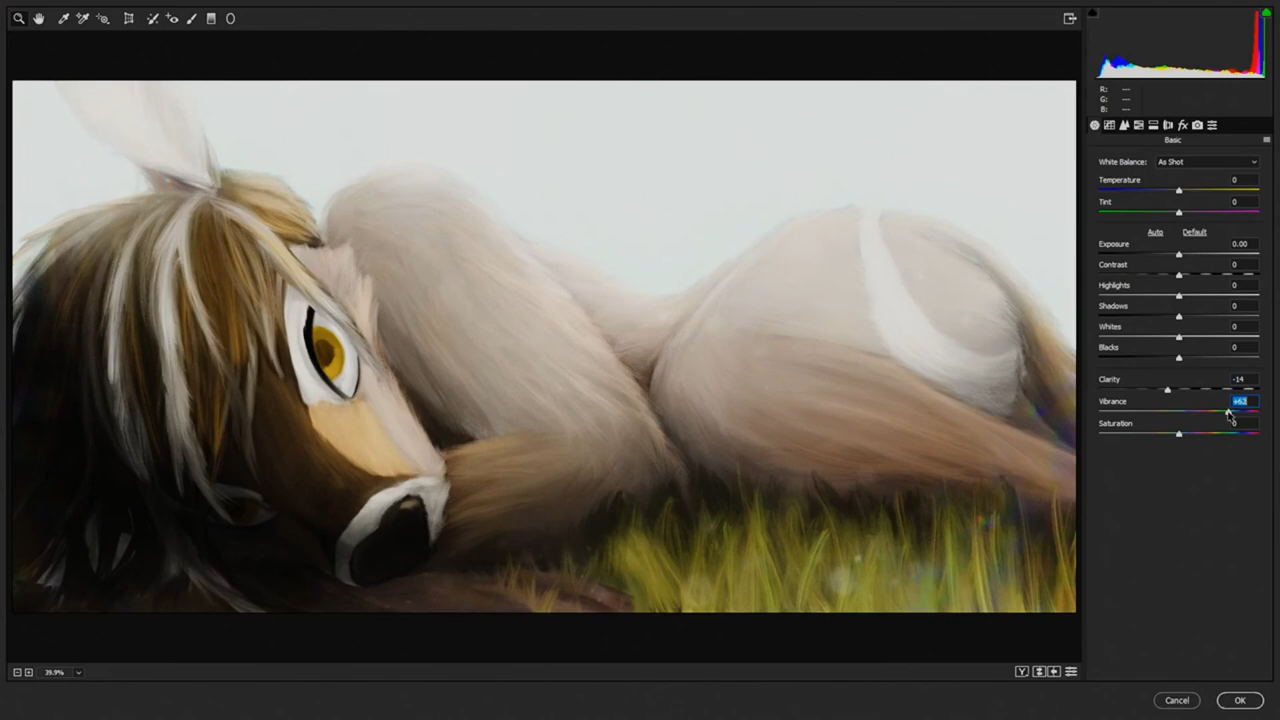 R: ---
G: ---
B: ---
Basic
White Balance: As Shot
Temperature 0
Tint 0
Auto Default
Exposure 0.00
Contrast 0
Highlights 0
Shadows 0
Whites 0
Blacks 0
Clarity -14
Vibrance +62
Saturation 0
39.9%
Y
Cancel OK